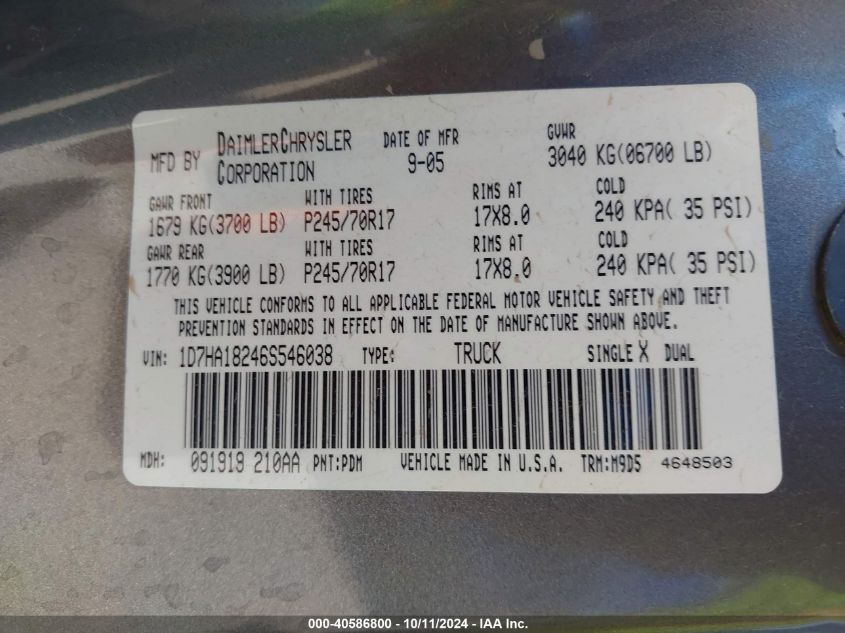 MFD BY DAIMLERCHRYSLER CORPORATION DATE OF MFR 9-05 GVWR 3040 KG(06700 LB)
GAWR FRONT WITH TIRES RIMS AT COLD
1679 KG(3700 LB) P245/70R17 17X8.0 240 KPA( 35 PSI)
GAWR REAR WITH TIRES RIMS AT COLD
1770 KG(3900 LB) P245/70R17 17X8.0 240 KPA( 35 PSI)
THIS VEHICLE CONFORMS TO ALL APPLICABLE FEDERAL MOTOR VEHICLE SAFETY AND THEFT
PREVENTION STANDARDS IN EFFECT ON THE DATE OF MANUFACTURE SHOWN ABOVE.
VIN: 1D7HA18246S546038 TYPE: TRUCK SINGLE X DUAL
MDH: 091919 210AA PNT:PDM VEHICLE MADE IN U.S.A. TRM:M9D5 4648503
000-40586800 - 10/11/2024 - IAA Inc.